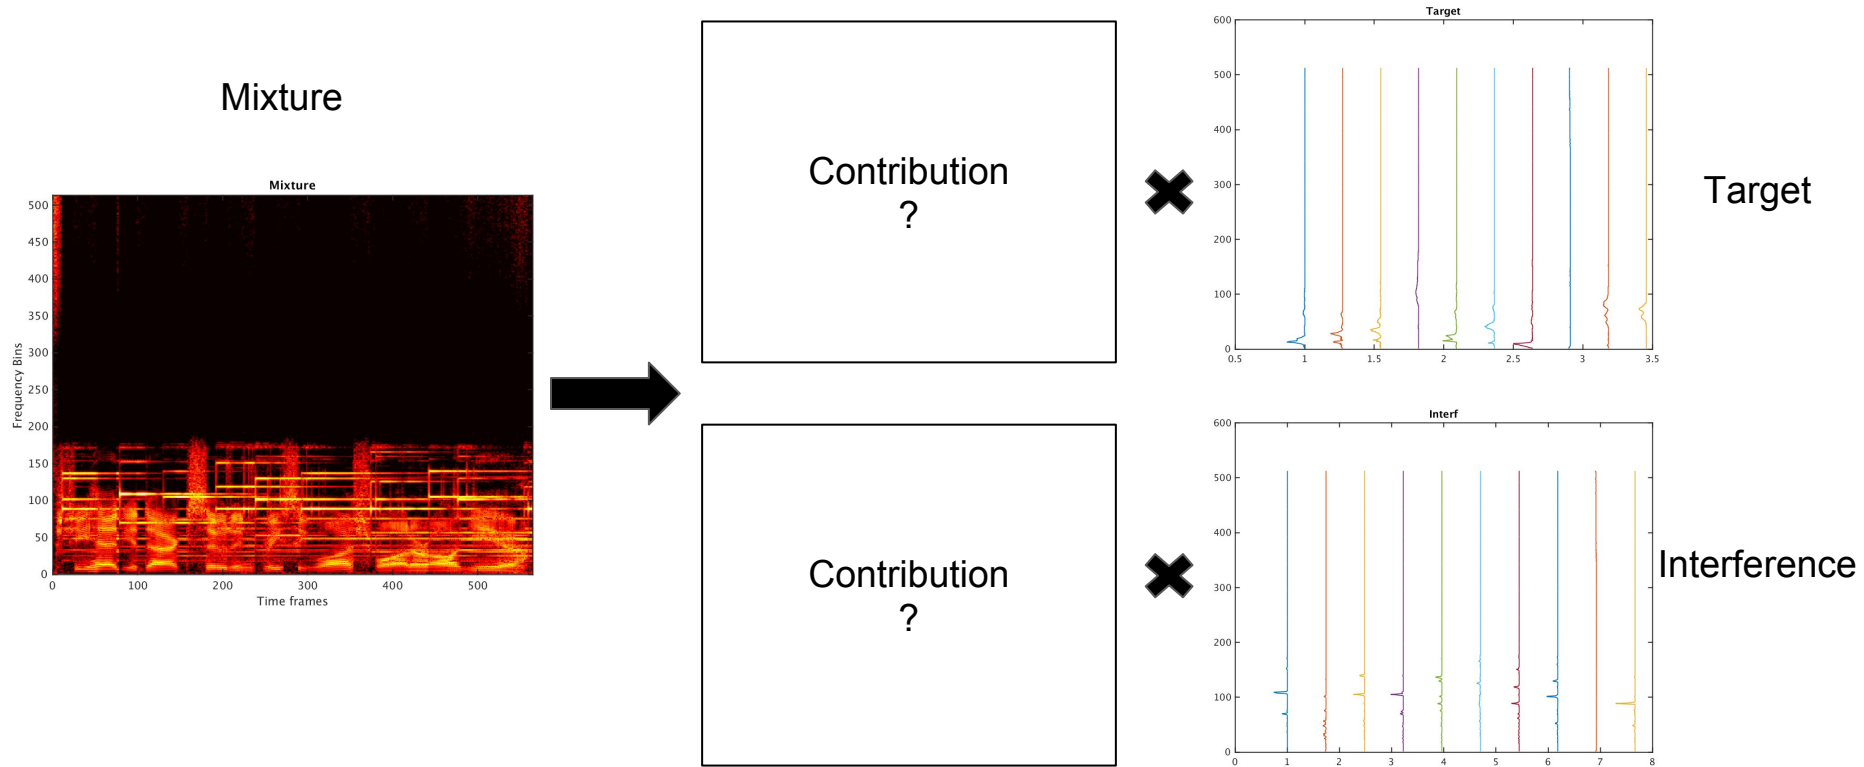 Mixture
Mixture
500
450
400
350
300
250
200
150
100
50
0
Frequency Bins
0 100 200 300 400 500
Time frames
Contribution
?
Target
600
500
400
300
200
100
0
0.5 1 1.5 2 2.5 3 3.5
Target
Contribution
?
Interf
600
500
400
300
200
100
0
0 1 2 3 4 5 6 7 8
Interference